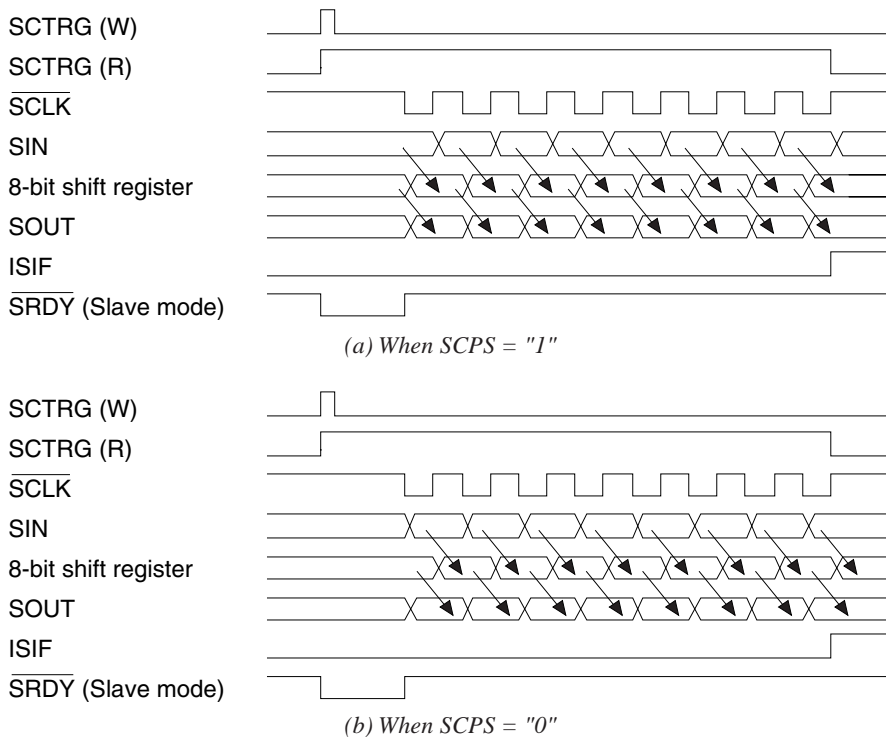 SCTRG (W)
SCTRG (R)
SCLK
SIN
8-bit shift register
SOUT
ISIF
SRDY (Slave mode)
(a) When SCPS = "1"
SCTRG (W)
SCTRG (R)
SCLK
SIN
8-bit shift register
SOUT
ISIF
SRDY (Slave mode)
(b) When SCPS = "0"